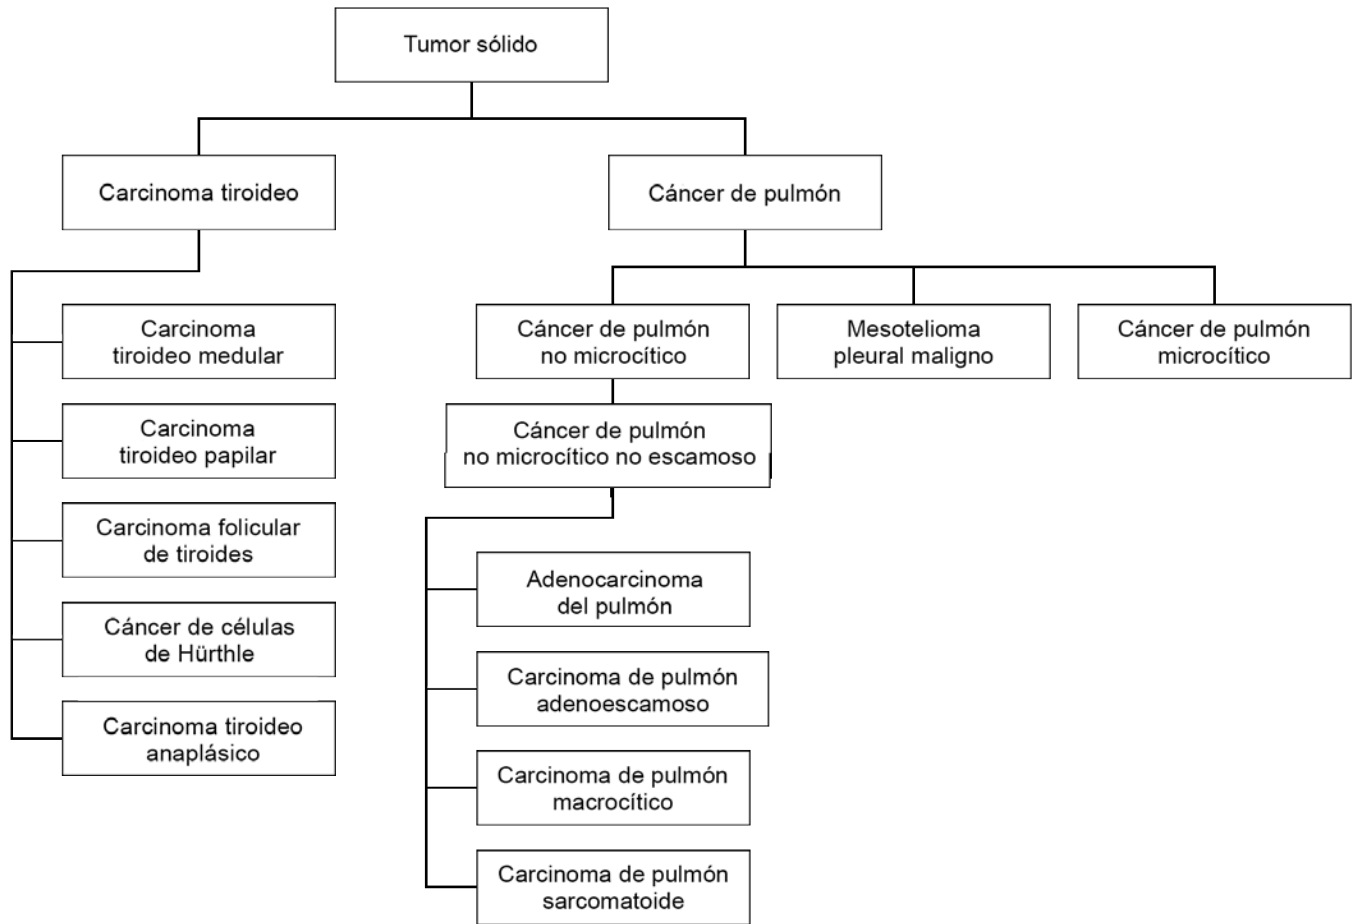 Tumor sólido
Carcinoma tiroideo
Cáncer de pulmón
Carcinoma
tiroideo medular
Carcinoma
tiroideo papilar
Carcinoma folicular
de tiroides
Cáncer de células
de Hürthle
Carcinoma tiroideo
anaplásico
Cáncer de pulmón
no microcítico
Mesotelioma
pleural maligno
Cáncer de pulmón
microcítico
Cáncer de pulmón
no microcítico no escamoso
Adenocarcinoma
del pulmón
Carcinoma de pulmón
adenoescamoso
Carcinoma de pulmón
macrocítico
Carcinoma de pulmón
sarcomatoide